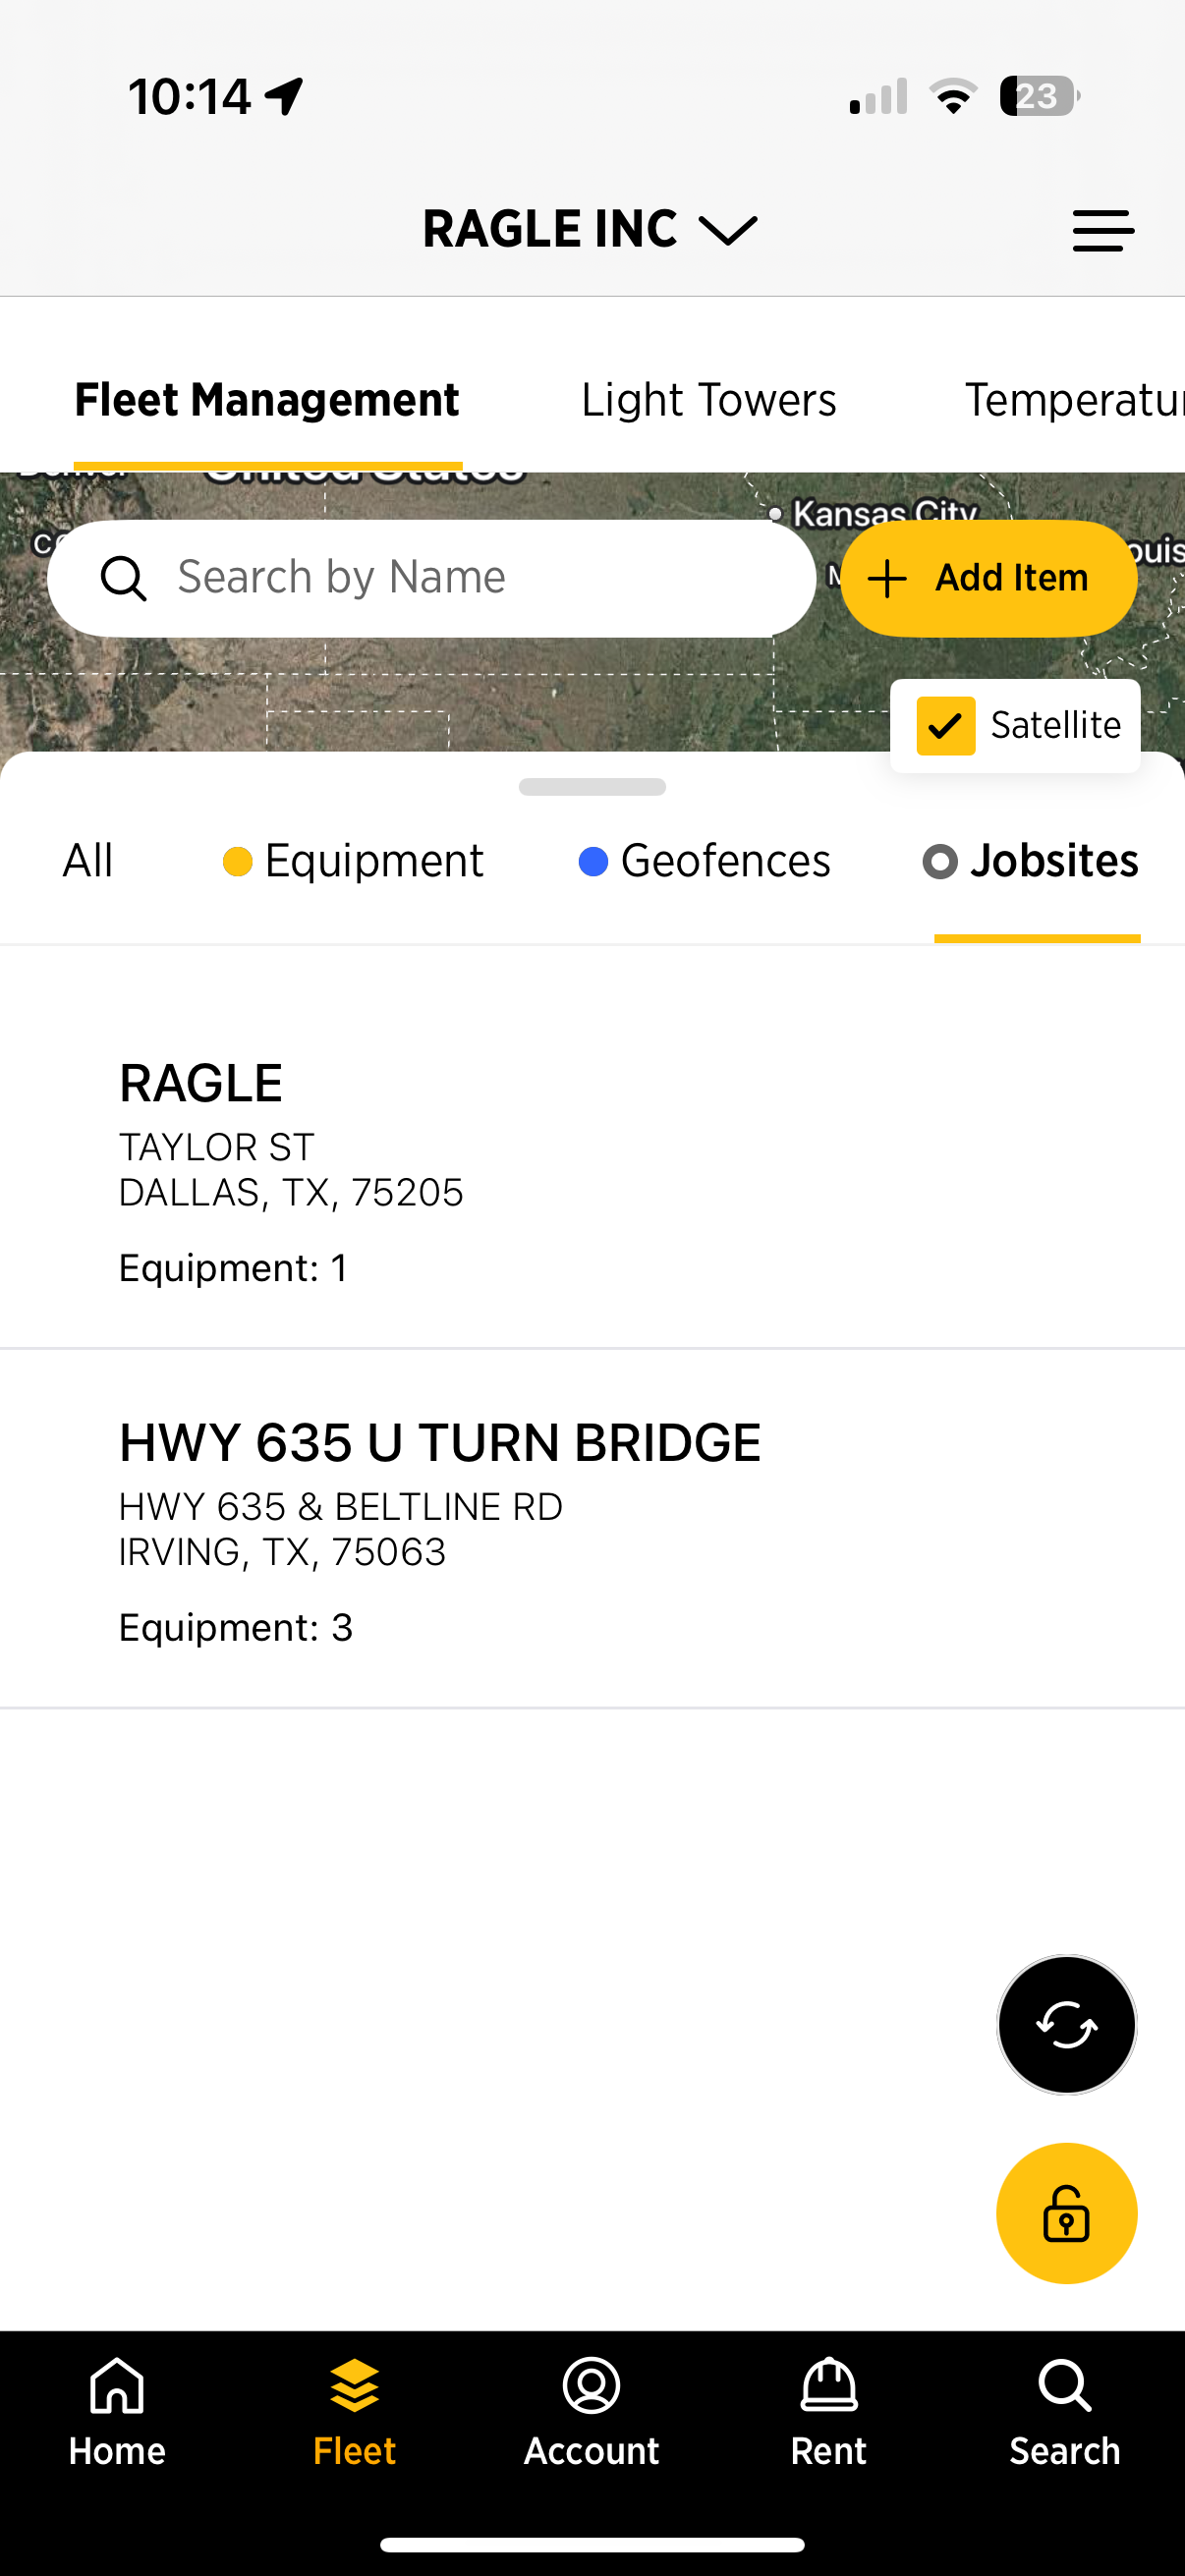 10:14
23
RAGLE INC
Fleet Management
Light Towers
Temperatu
United States
Kansas City
Search by Name
Add Item
Satellite
All
Equipment
Geofences
Jobsites
RAGLE
TAYLOR ST
DALLAS, TX, 75205
Equipment: 1
HWY 635 U TURN BRIDGE
HWY 635 & BELTLINE RD
IRVING, TX, 75063
Equipment: 3
Home
Fleet
Account
Rent
Search